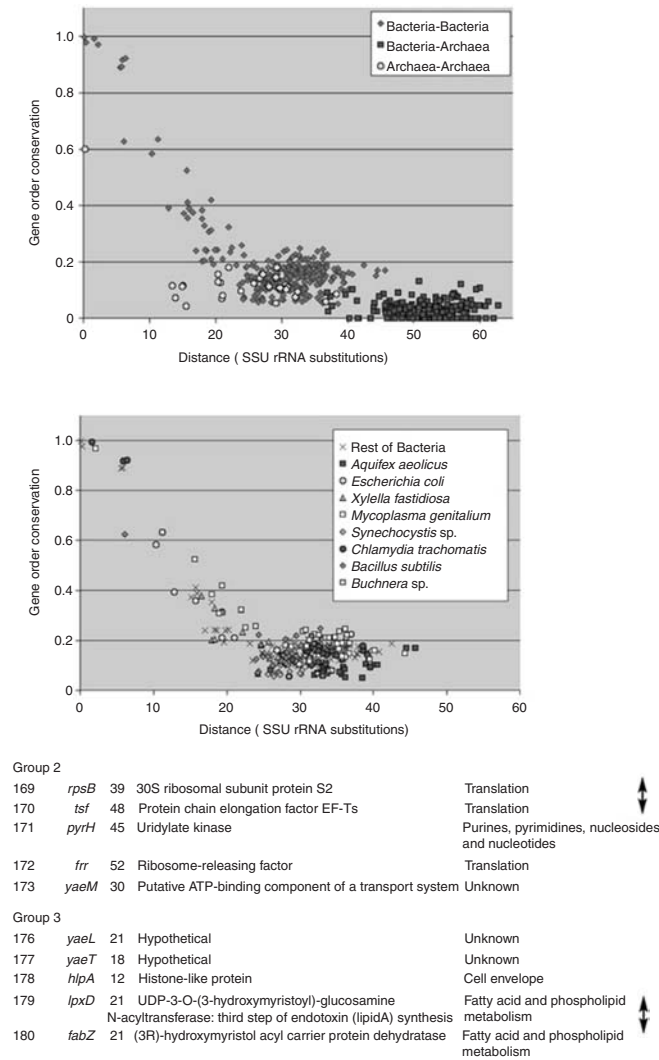 Bacteria-Bacteria
Bacteria-Archaea
Archaea-Archaea
1.0
0.8
0.6
0.4
0.2
0
Gene order conservation
0 10 20 30 40 50 60
Distance ( SSU rRNA substitutions)
Rest of Bacteria
Aquifex aeolicus
Escherichia coli
Xylella fastidiosa
Mycoplasma genitalium
Synechocystis sp.
Chlamydia trachomatis
Bacillus subtilis
Buchnera sp.
1.0
0.8
0.6
0.4
0.2
0
Gene order conservation
0 10 20 30 40 50 60
Distance ( SSU rRNA substitutions)
Group 2
169 rpsB 39 30S ribosomal subunit protein S2 Translation
170 tsf 48 Protein chain elongation factor EF-Ts Translation
171 pyrH 45 Uridylate kinase Purines, pyrimidines, nucleosides
and nucleotides
172 frr 52 Ribosome-releasing factor Translation
173 yaeM 30 Putative ATP-binding component of a transport system Unknown
Group 3
176 yaeL 21 Hypothetical Unknown
177 yaeT 18 Hypothetical Unknown
178 hlpA 12 Histone-like protein Cell envelope
179 lpxD 21 UDP-3-O-(3-hydroxymyristoyl)-glucosamine Fatty acid and phospholipid
N-acyltransferase: third step of endotoxin (lipidA) synthesis metabolism
180 fabZ 21 (3R)-hydroxymyristol acyl carrier protein dehydratase Fatty acid and phospholipid
metabolism